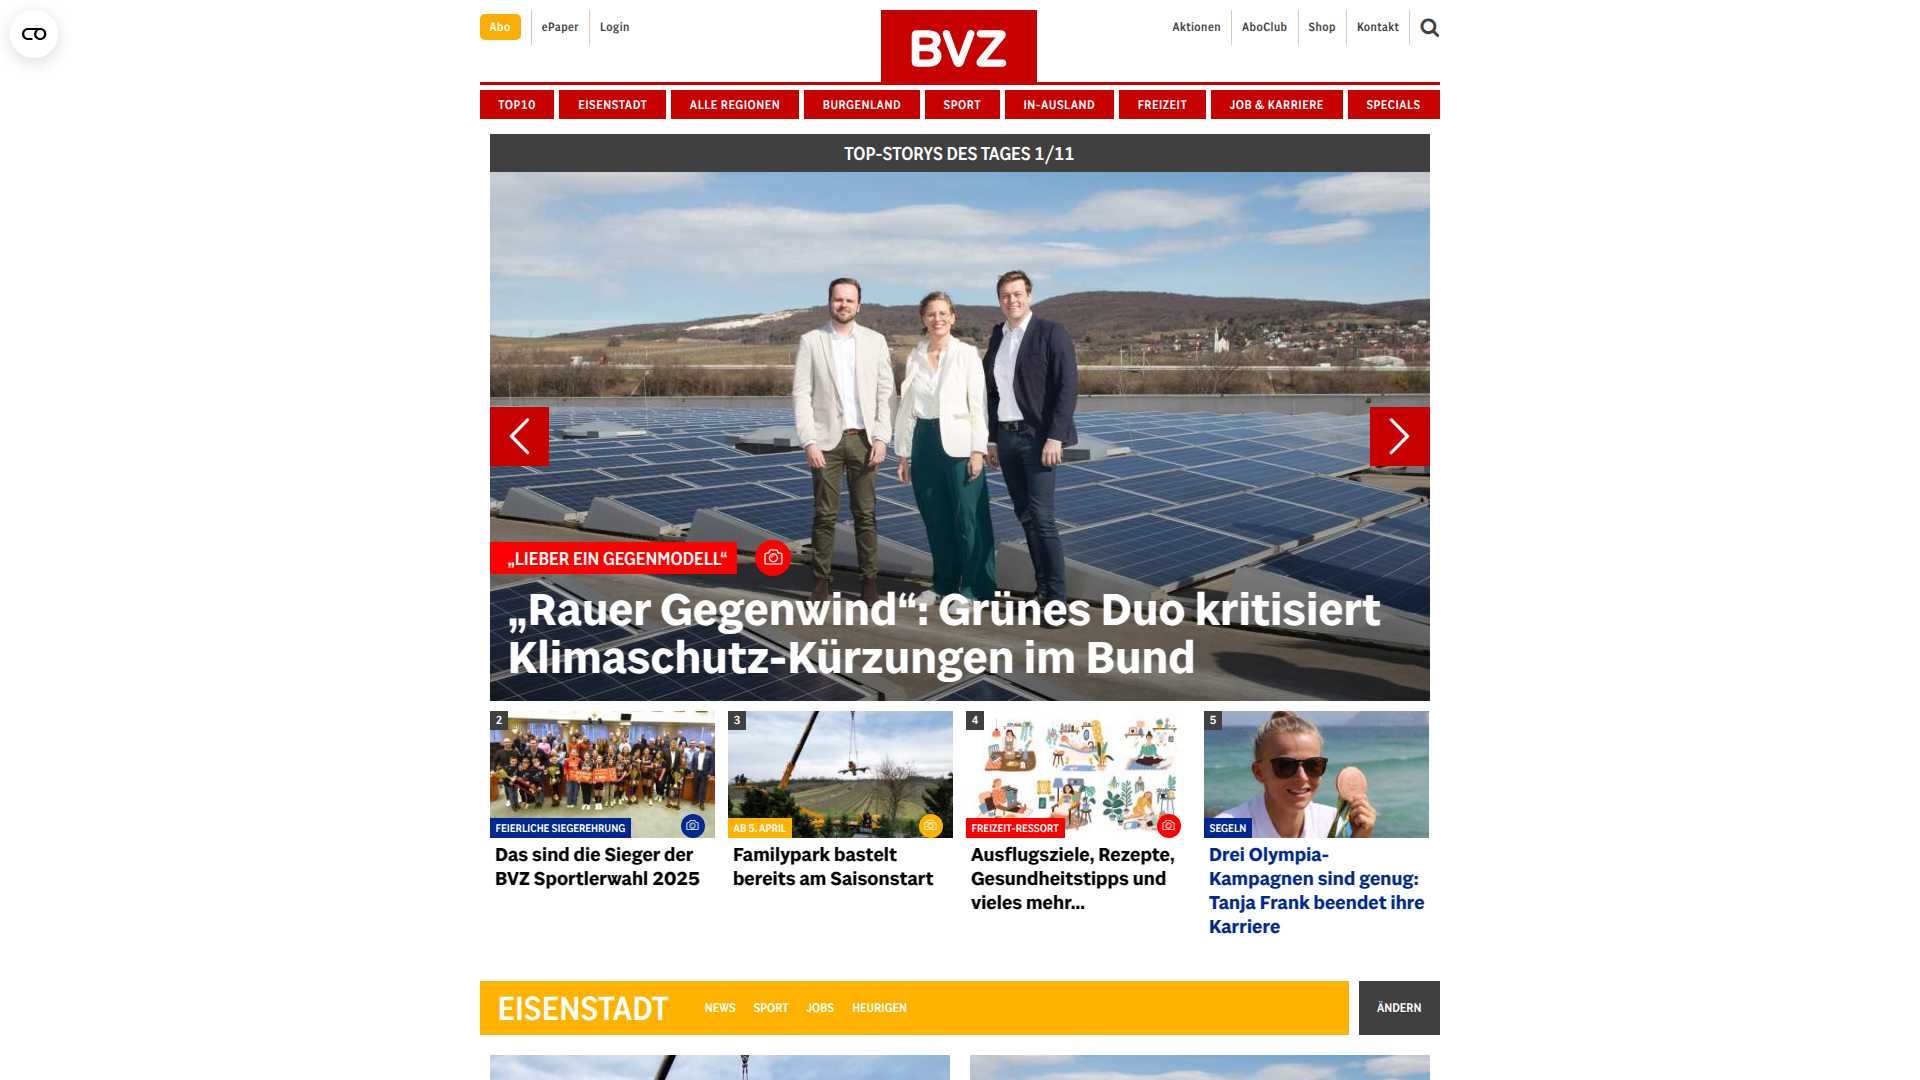 Abo
ePaper
Login
BVZ
Aktionen
AboClub
Shop
Kontakt
TOP10
EISENSTADT
ALLE REGIONEN
BURGENLAND
SPORT
IN-AUSLAND
FREIZEIT
JOB & KARRIERE
SPECIALS
TOP-STORYS DES TAGES 1/11
„LIEBER EIN GEGENMODELL“
„Rauer Gegenwind“: Grünes Duo kritisiert
Klimaschutz-Kürzungen im Bund
2
FEIERLICHE SIEGEREHRUNG
Das sind die Sieger der
BVZ Sportlerwahl 2025
3
AB 5. APRIL
Familypark bastelt
bereits am Saisonstart
4
FREIZEIT-RESSORT
Ausflugsziele, Rezepte,
Gesundheitstipps und
vieles mehr...
5
SEGELN
Drei Olympia-
Kampagnen sind genug:
Tanja Frank beendet ihre
Karriere
EISENSTADT
NEWS
SPORT
JOBS
HEURIGEN
ÄNDERN